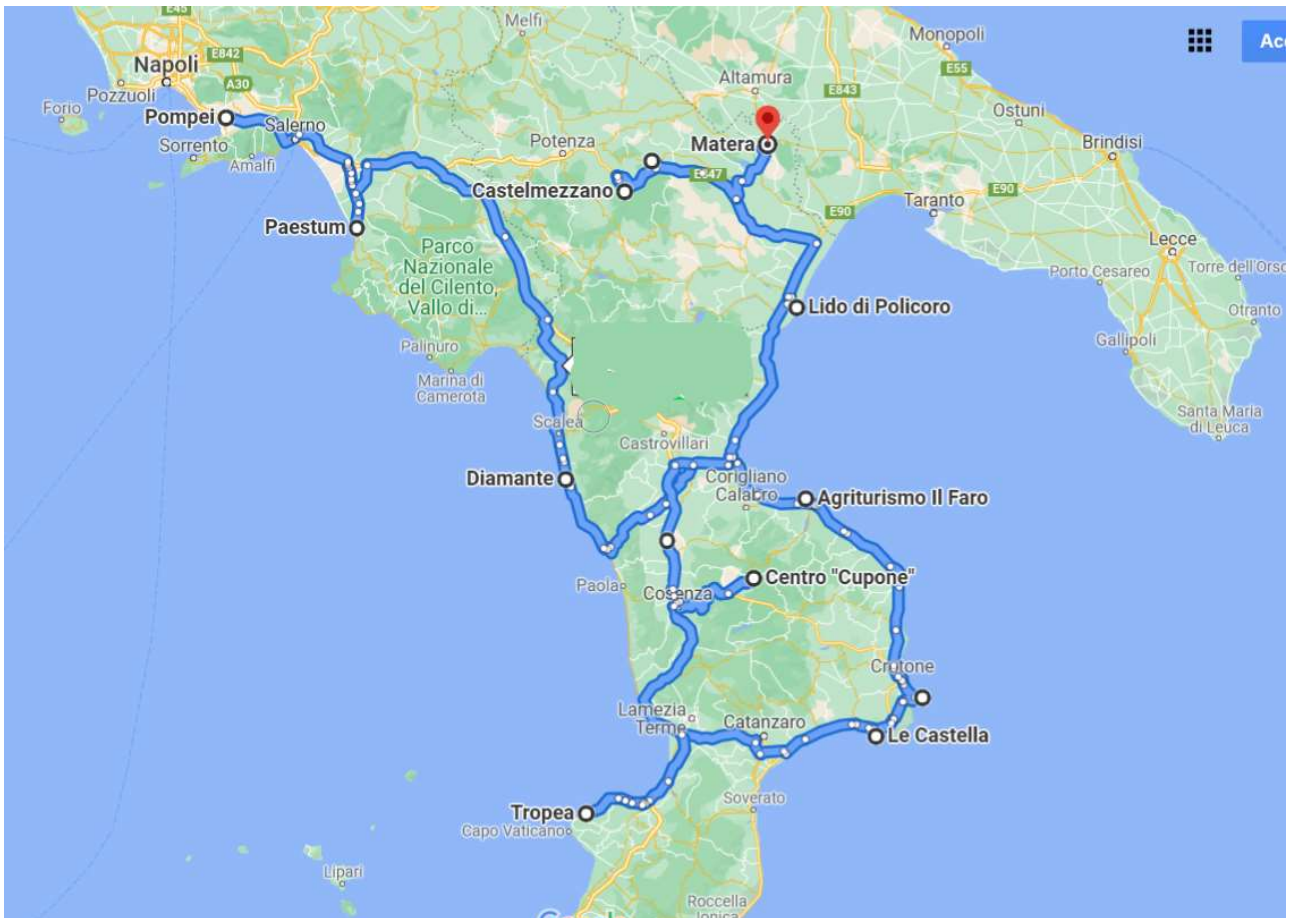 E45
Melfi
Monopoli
Acc
E842
Napoli
A30
Altamura
E55
Pozzuoli
E843
Forio
Pompei
Salerno
Ostuni
Sorrento
Amalfi
Potenza
Matera
Brindisi
Castelmezzano
E847
E90
E90
Taranto
Paestum
Parco
Nazionale
del Cilento,
Vallo di...
Lecce
Porto Cesareo
Torre dell'Orso
Lido di Policoro
Otranto
Palinuro
Gallipoli
Marina di
Camerota
Scalea
Santa Maria
di Leuca
Castrovillari
Diamante
Corigliano
Calabro
Agriturismo Il Faro
Paola
Cosenza
Centro "Cupone"
Crotone
Lamezia
Terme
Catanzaro
Le Castella
Tropea
Soverato
Capo Vaticano
Lipari
Roccella
Ionica